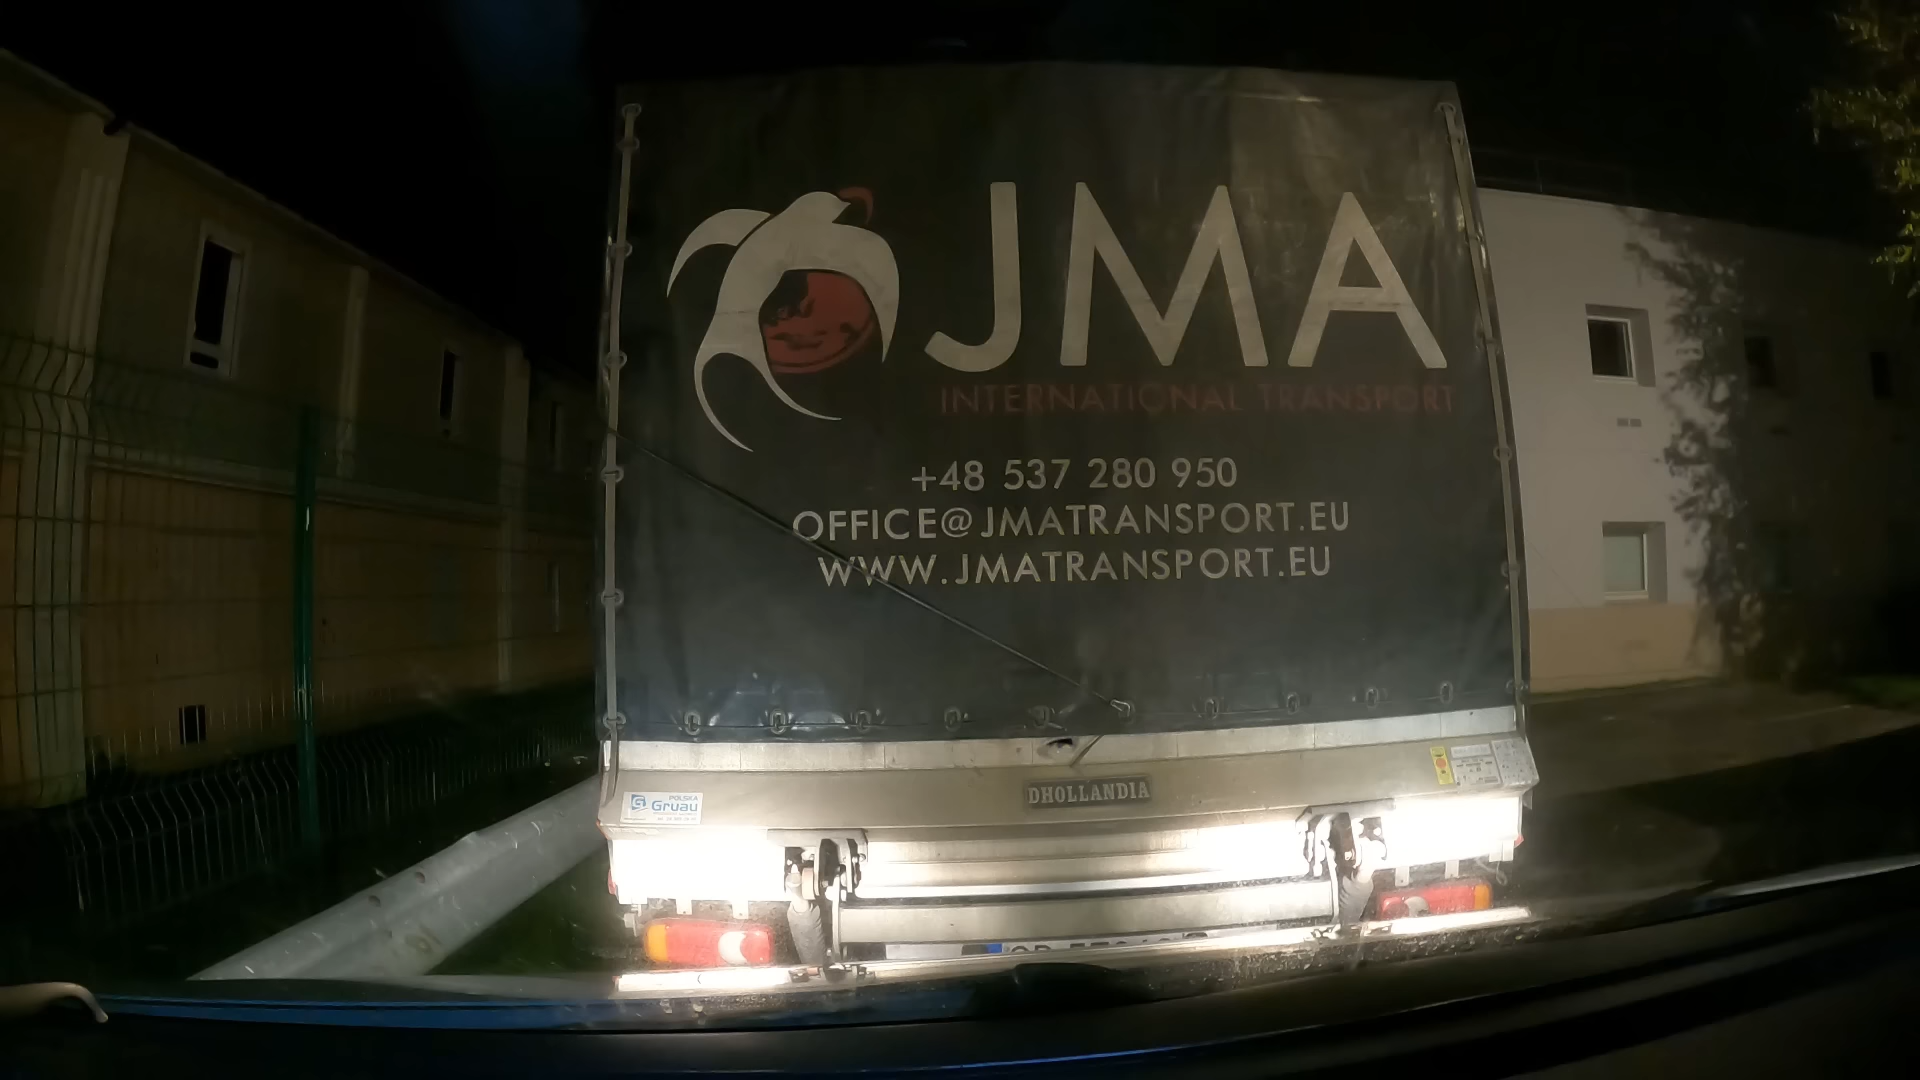 JMA
INTERNATIONAL TRANSPORT
+48 537 280 950
OFFICE@JMATRANSPORT.EU
WWW.JMATRANSPORT.EU
DHOLLANDIA
POLSKA
Gruau